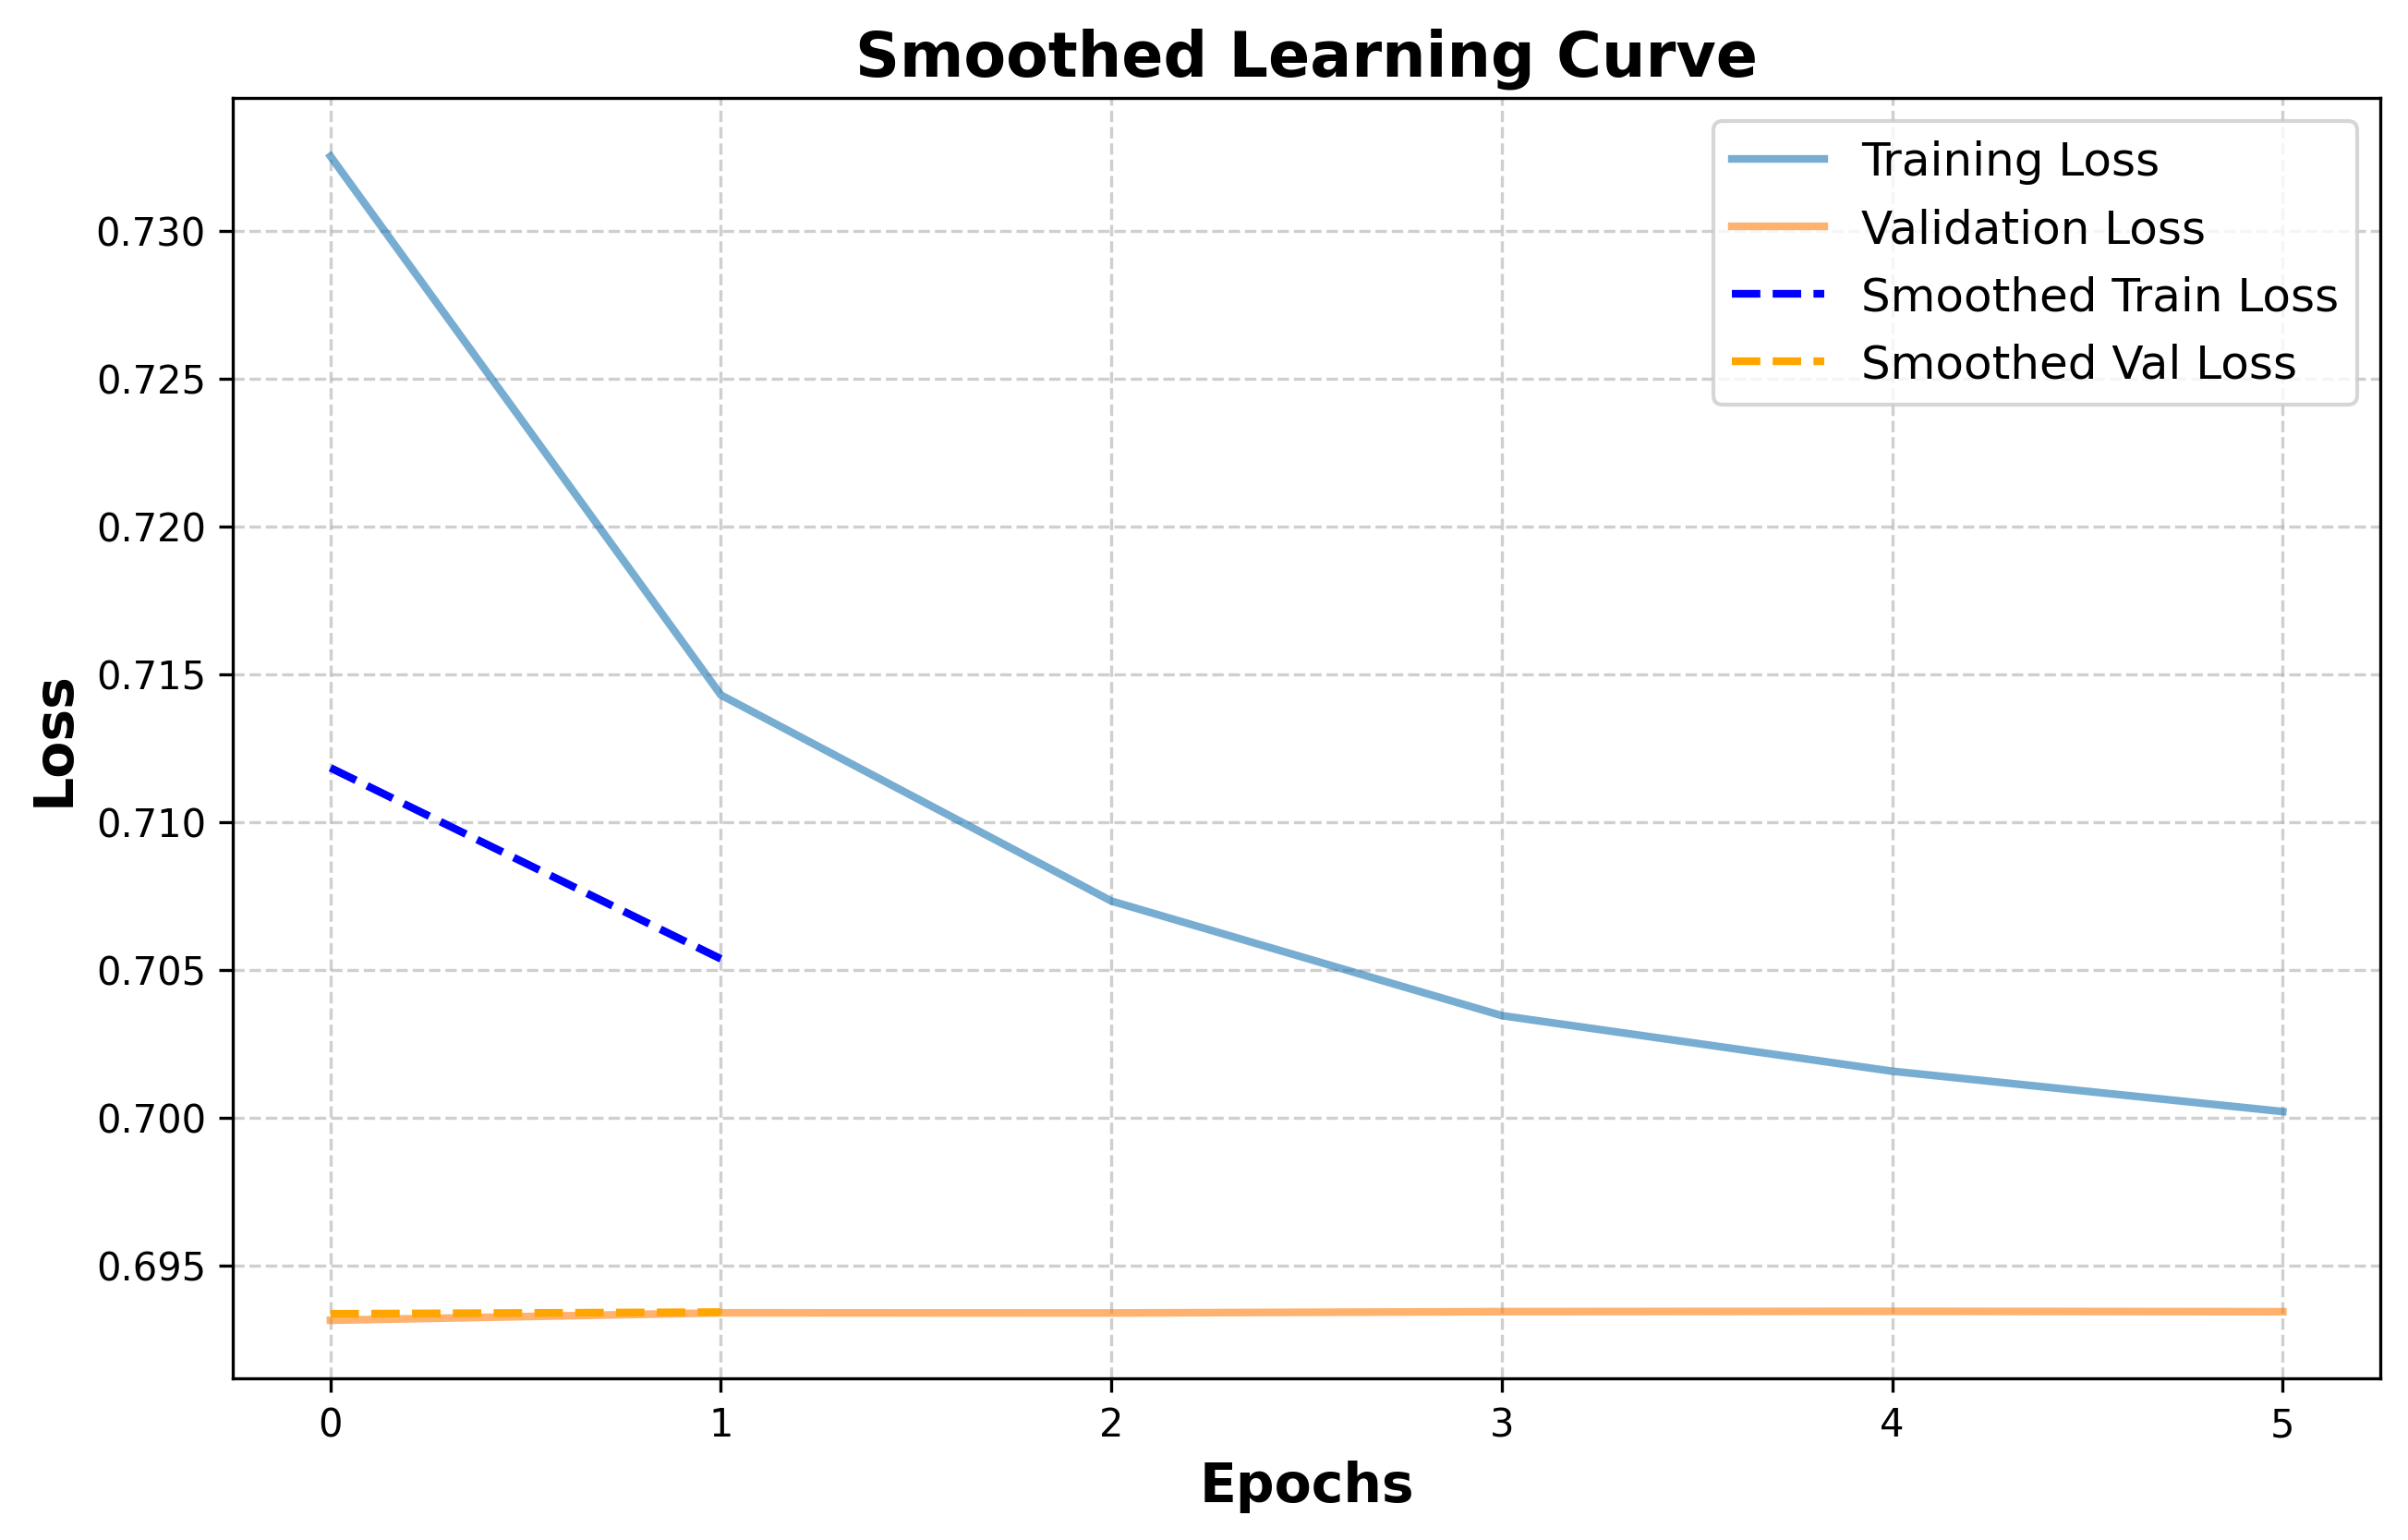 Smoothed Learning Curve
Training Loss
Validation Loss
Smoothed Train Loss
Smoothed Val Loss
Loss
0.730
0.725
0.720
0.715
0.710
0.705
0.700
0.695
0 1 2 3 4 5
Epochs